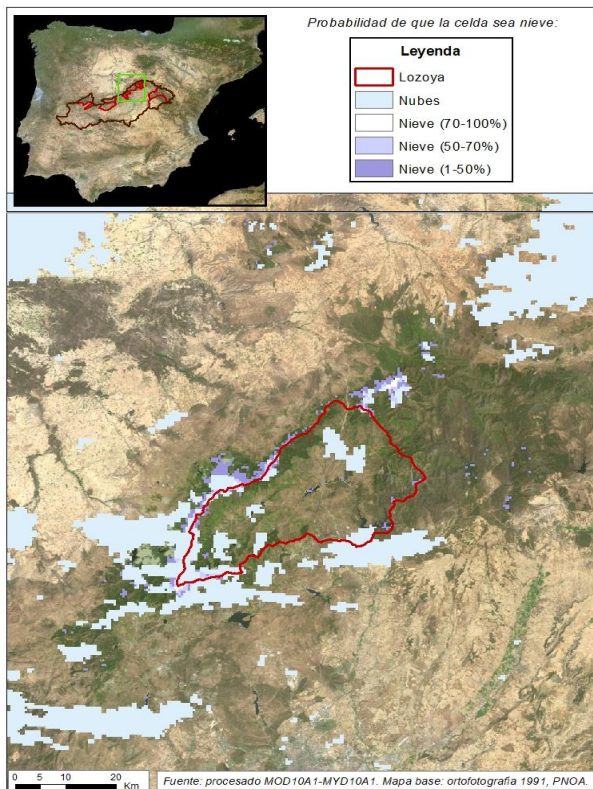 Probabilidad de que la celda sea nieve:
Leyenda
Lozoya
Nubes
Nieve (70-100%)
Nieve (50-70%)
Nieve (1-50%)
0 5 10 20
Km
Fuente: procesado MOD10A1-MYD10A1. Mapa base: ortofotografia 1991, PNOA.